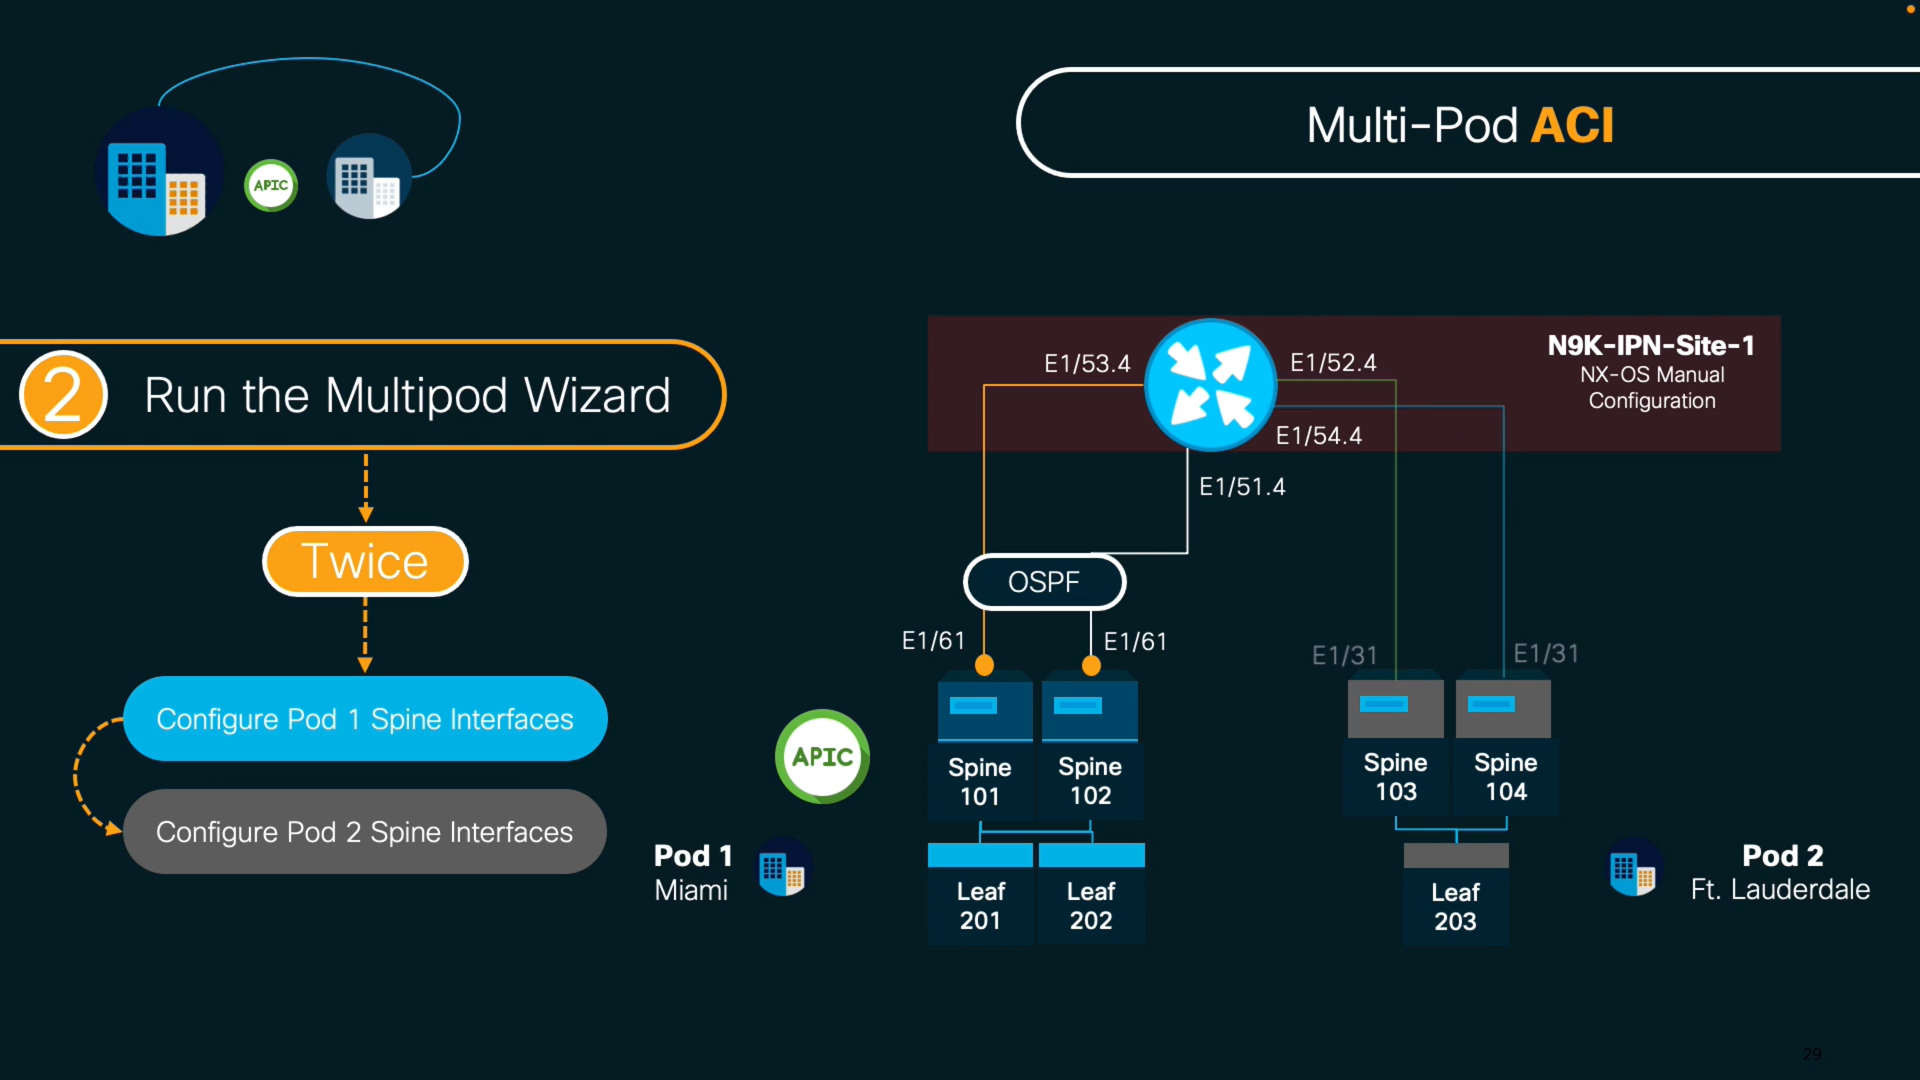 APIC
Multi-Pod ACI
2
Run the Multipod Wizard
Twice
Configure Pod 1 Spine Interfaces
Configure Pod 2 Spine Interfaces
N9K-IPN-Site-1
NX-OS Manual
Configuration
E1/53.4
E1/52.4
E1/54.4
E1/51.4
OSPF
E1/61
E1/61
E1/31
E1/31
APIC
Spine
101
Spine
102
Spine
103
Spine
104
Pod 1
Miami
Leaf
201
Leaf
202
Leaf
203
Pod 2
Ft. Lauderdale
29